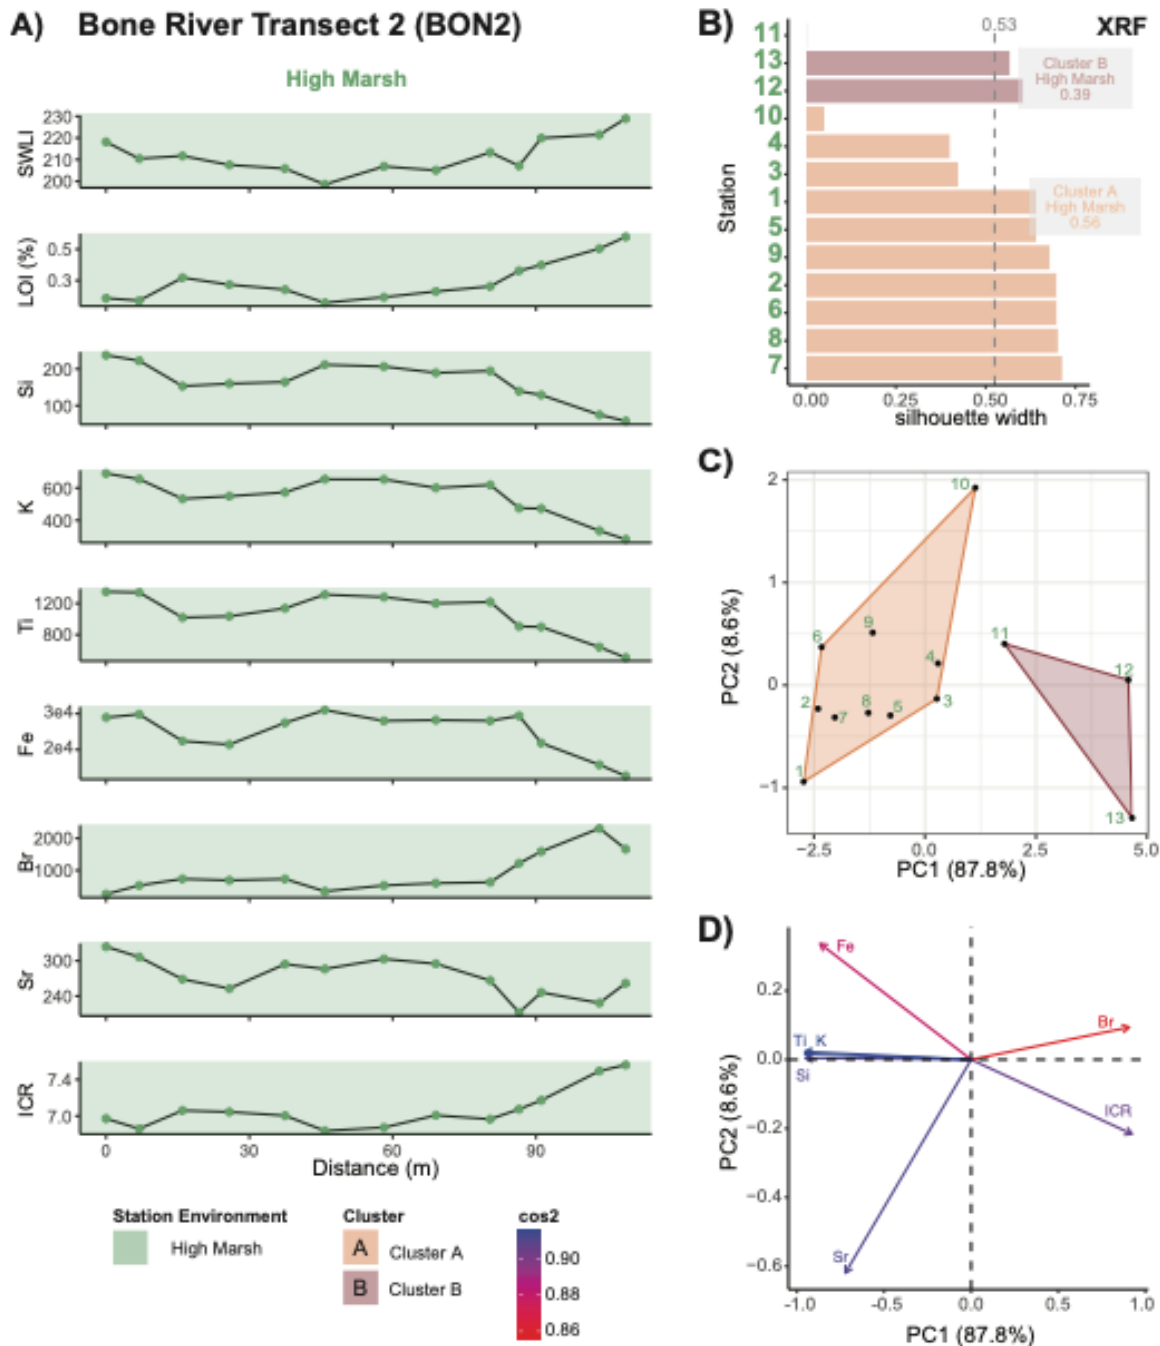 A) Bone River Transect 2 (BON2)
High Marsh
SWLI
230
220
210
200
LOI (%)
0.5
0.3
Si
200
100
K
600
400
Ti
1200
800
Fe
3e4
2e4
Br
2000
1000
Sr
300
240
ICR
7.4
7.0
0 30 60 90
Distance (m)
Station Environment
High Marsh
Cluster
A Cluster A
B Cluster B
cos2
0.90
0.88
0.86
B) XRF
0.53
Station
11
13
12
10
4
3
1
5
9
2
6
8
7
Cluster B
High Marsh
0.39
Cluster A
High Marsh
0.56
0.00 0.25 0.50 0.75
silhouette width
C)
PC2 (8.6%)
2
1
0
−1
10
9
6
4
11
12
2
7
8
5
3
1
13
−2.5 0.0 2.5 5.0
PC1 (87.8%)
D)
PC2 (8.6%)
0.2
0.0
−0.2
−0.4
−0.6
Fe
Br
Ti K
Si
ICR
Sr
-1.0 -0.5 0.0 0.5 1.0
PC1 (87.8%)